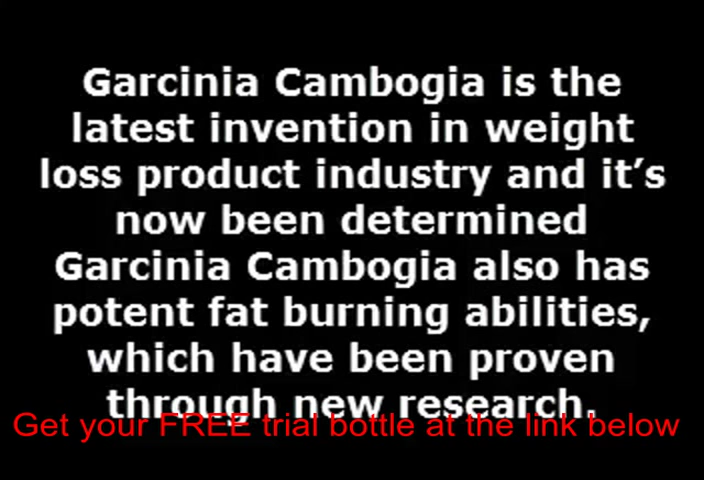 Garcinia Cambogia is the
latest invention in weight
loss product industry and it’s
now been determined
Garcinia Cambogia also has
potent fat burning abilities,
which have been proven
through new research.
Get your FREE trial bottle at the link below